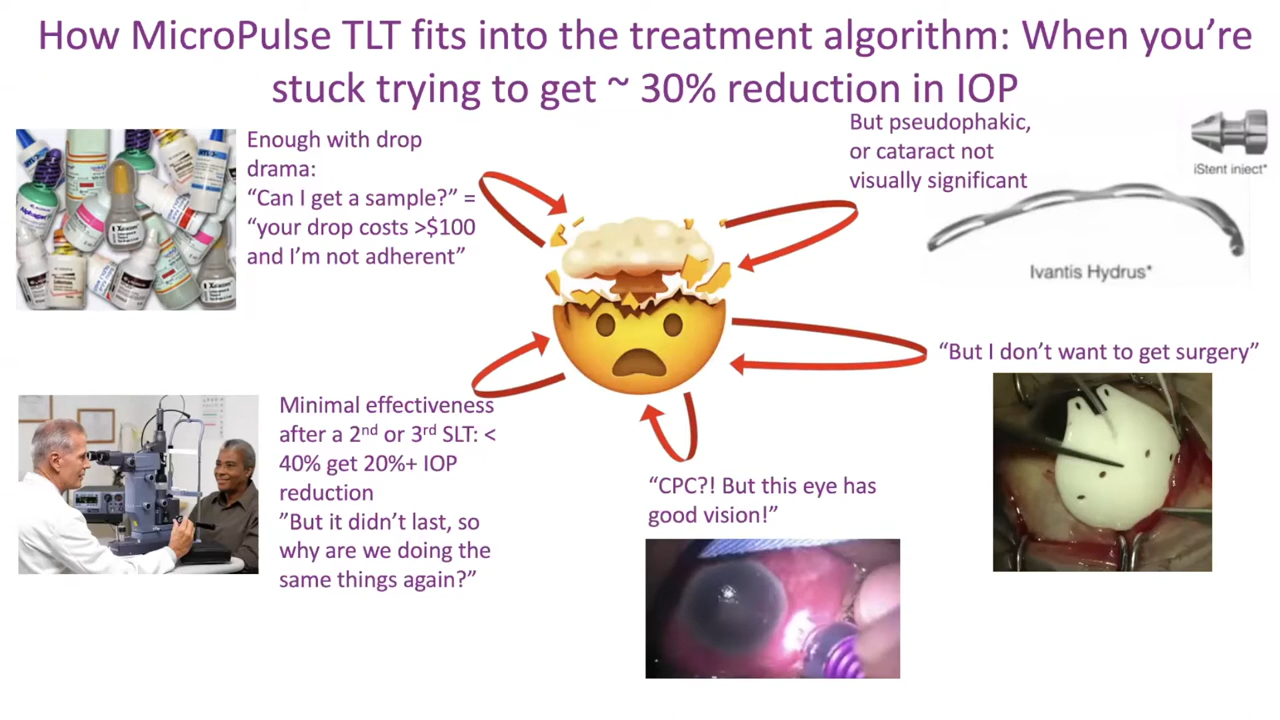 How MicroPulse TLT fits into the treatment algorithm: When you’re
stuck trying to get ~ 30% reduction in IOP
Enough with drop
drama:
“Can I get a sample?” =
“your drop costs >$100
and I’m not adherent”
But pseudophakic,
or cataract not
visually significant
iStent inject*
Ivantis Hydrus*
“But I don’t want to get surgery”
Minimal effectiveness
after a 2nd or 3rd SLT: <
40% get 20%+ IOP
reduction
”But it didn’t last, so
why are we doing the
same things again?”
“CPC?! But this eye has
good vision!”